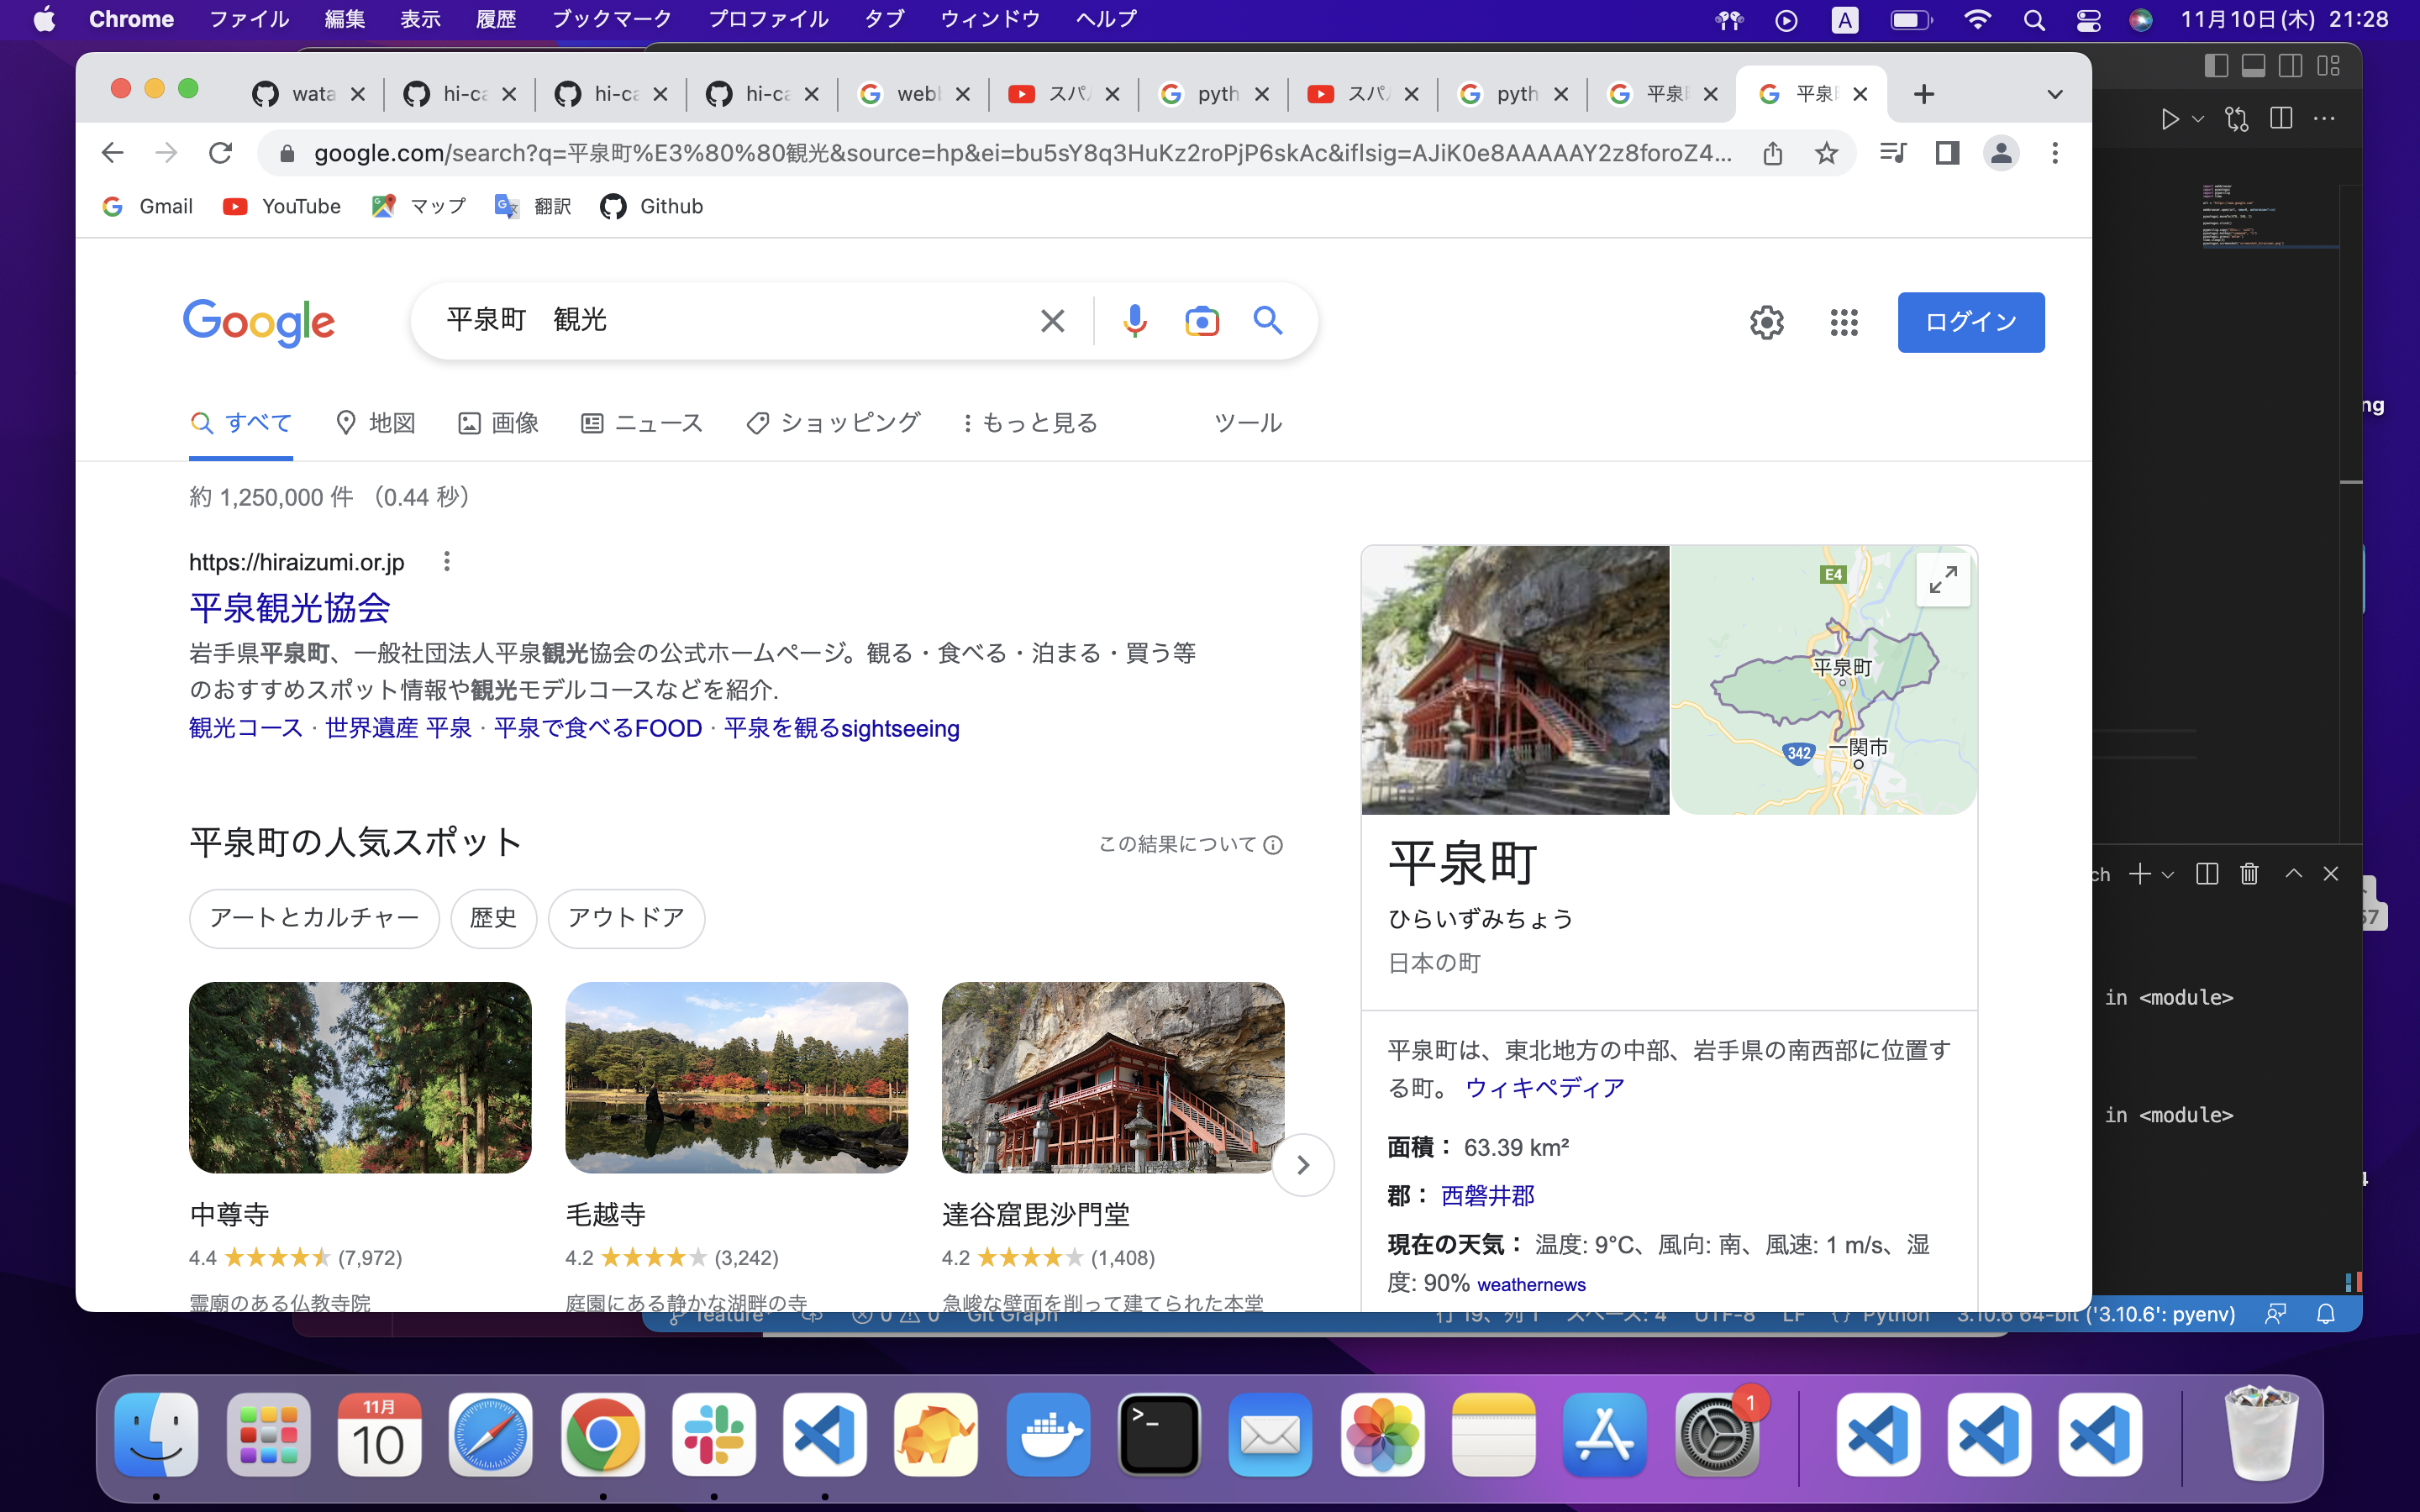 Chrome ファイル 編集 表示 履歴 ブックマーク プロファイル タブ ウィンドウ ヘルプ A 11月10日(木) 21:28
wata hi-ca hi-ca hi-ca webl スパ pyth スパ pyth 平泉 平泉
google.com/search?q=平泉町%E3%80%80観光&source=hp&ei=bu5sY8q3HuKz2roPjP6skAc&iflsig=AJiK0e8AAAAAY2z8foroZ4...
Gmail YouTube マップ 翻訳 Github
Google 平泉町　観光 ログイン
すべて 地図 画像 ニュース ショッピング もっと見る ツール
約 1,250,000 件 （0.44 秒）
https://hiraizumi.or.jp
平泉観光協会
岩手県平泉町、一般社団法人平泉観光協会の公式ホームページ。観る・食べる・泊まる・買う等
のおすすめスポット情報や観光モデルコースなどを紹介.
観光コース · 世界遺産 平泉 · 平泉で食べるFOOD · 平泉を観るsightseeing
平泉町の人気スポット この結果について
アートとカルチャー 歴史 アウトドア
中尊寺
4.4 (7,972)
霊廟のある仏教寺院
毛越寺
4.2 (3,242)
庭園にある静かな湖畔の寺
達谷窟毘沙門堂
4.2 (1,408)
急峻な壁面を削って建てられた本堂
E4
平泉町
342
一関市
平泉町
ひらいずみちょう
日本の町
平泉町は、東北地方の中部、岩手県の南西部に位置す
る町。 ウィキペディア
面積： 63.39 km²
郡： 西磐井郡
現在の天気： 温度: 9°C、風向: 南、風速: 1 m/s、湿
度: 90% weathernews
ng
ch
57
in <module>
in <module>
feature 0 0 Git Graph 行 19、列 1 スペース: 4 UTF-8 LF {} Python 3.10.6 64-bit ('3.10.6': pyenv)
11月
10
1